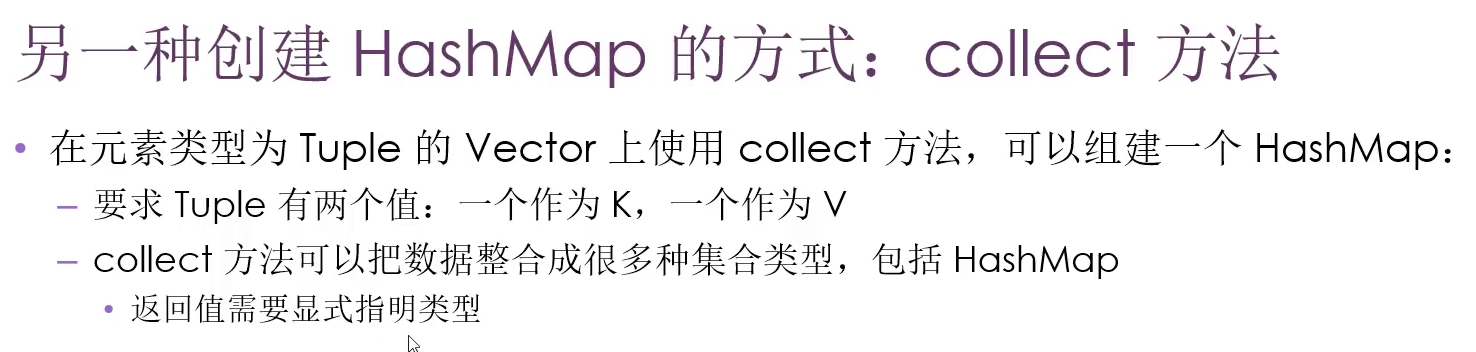 另一种创建 HashMap 的方式：collect 方法
• 在元素类型为 Tuple 的 Vector 上使用 collect 方法，可以组建一个 HashMap：
– 要求 Tuple 有两个值：一个作为 K，一个作为 V
– collect 方法可以把数据整合成很多种集合类型，包括 HashMap
• 返回值需要显式指明类型